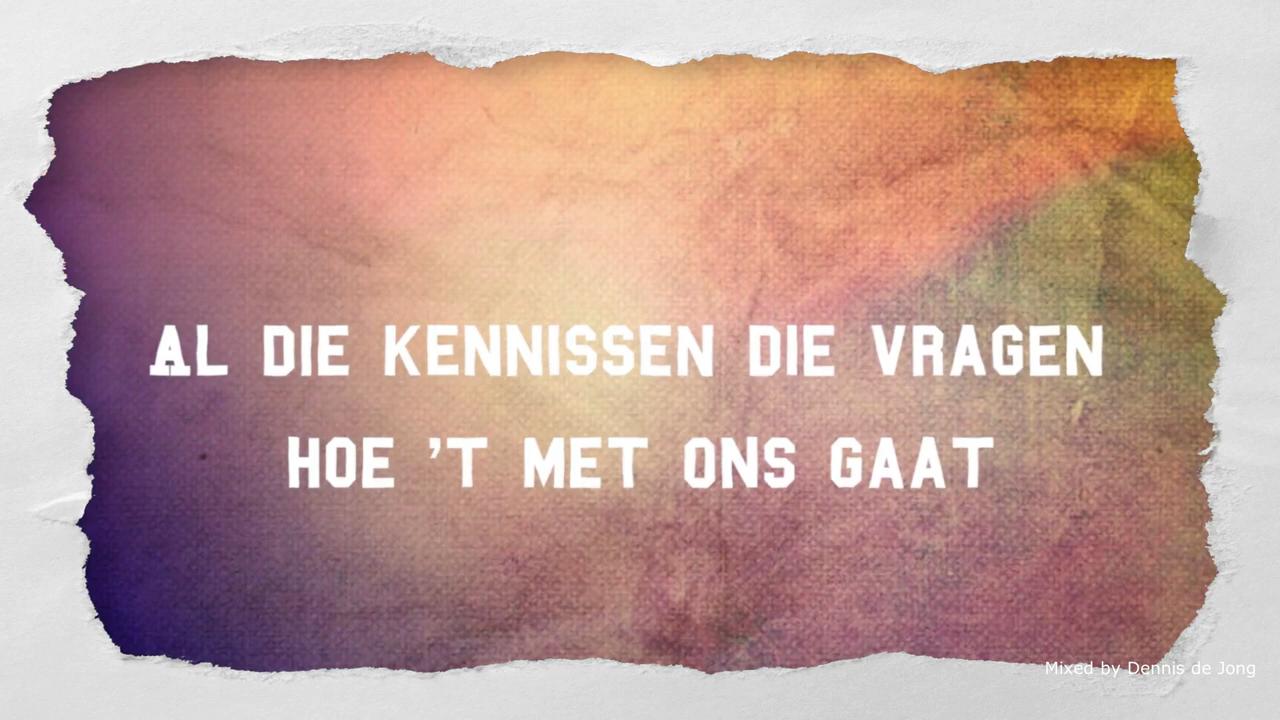 AL DIE KENNISSEN DIE VRAGEN
HOE 'T MET ONS GAAT
Mixed by Dennis de Jong